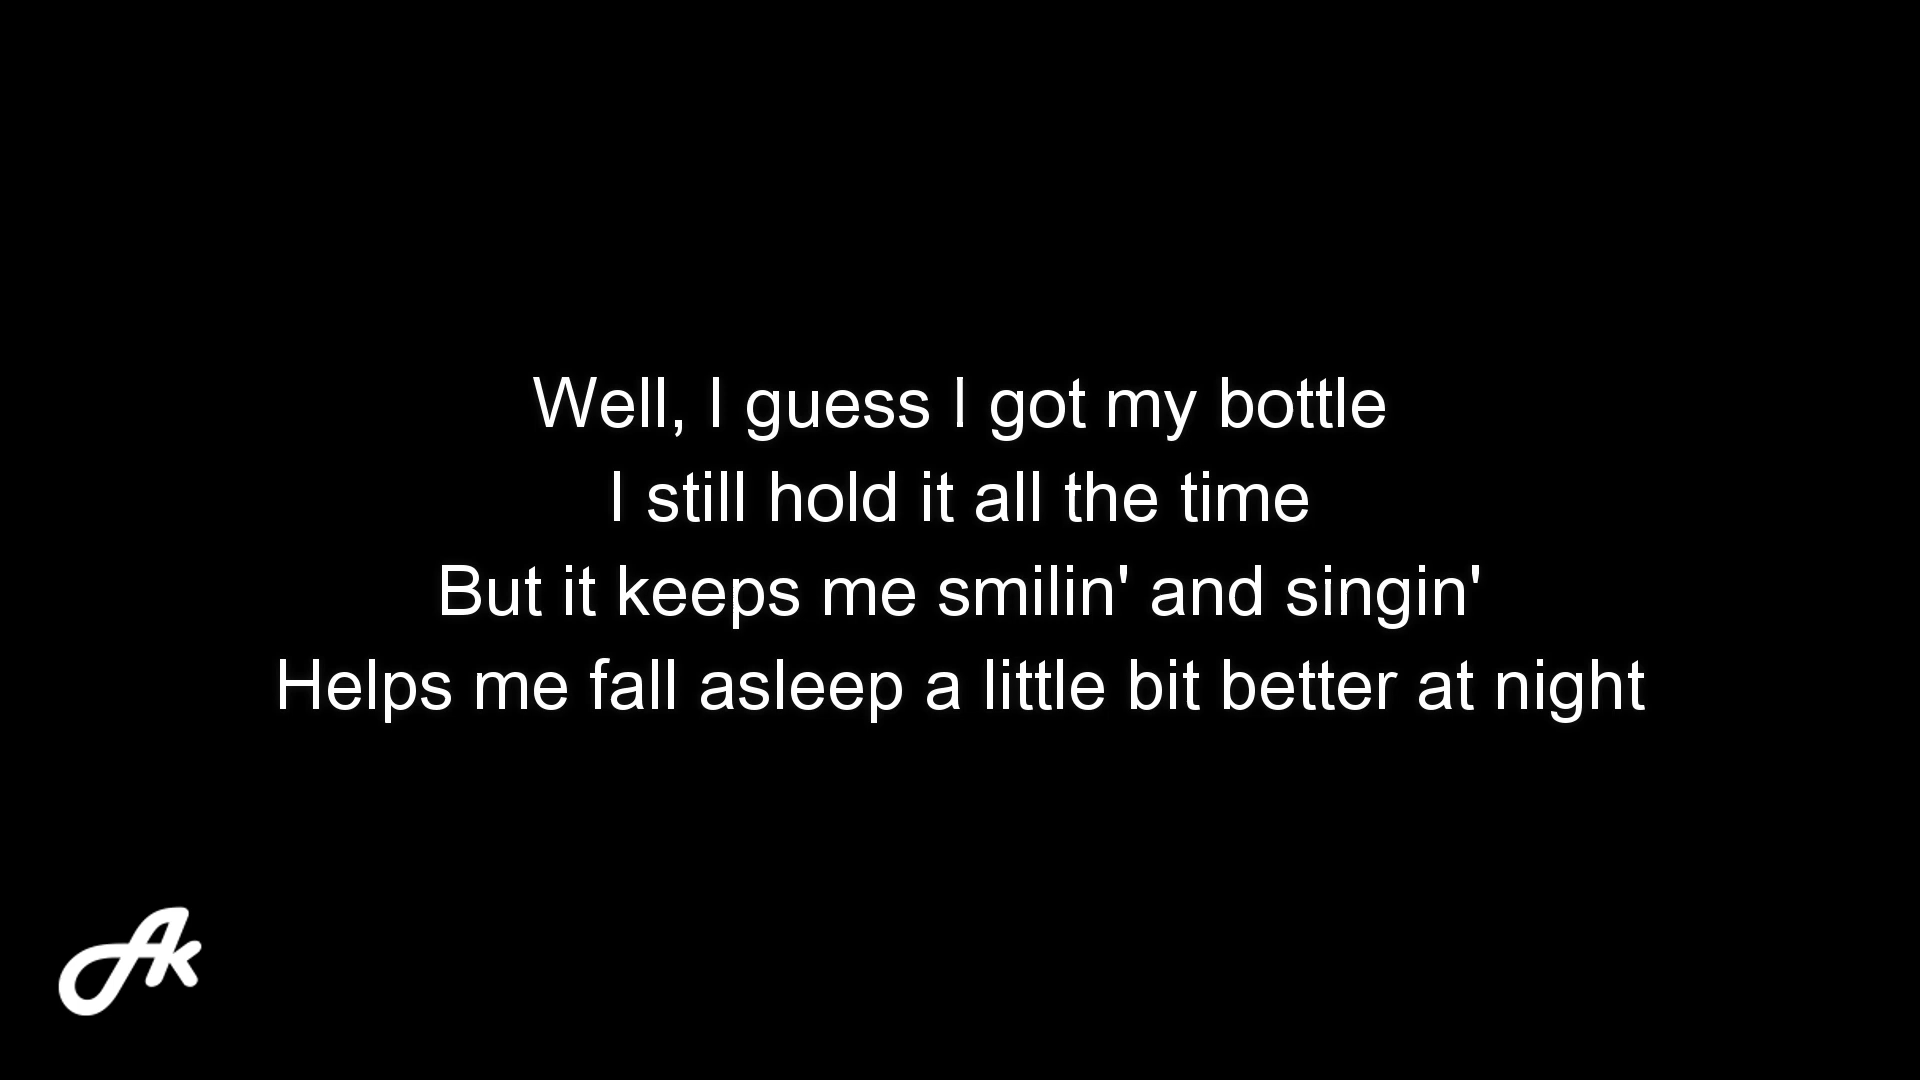 Well, I guess I got my bottle
I still hold it all the time
But it keeps me smilin' and singin'
Helps me fall asleep a little bit better at night
Ak